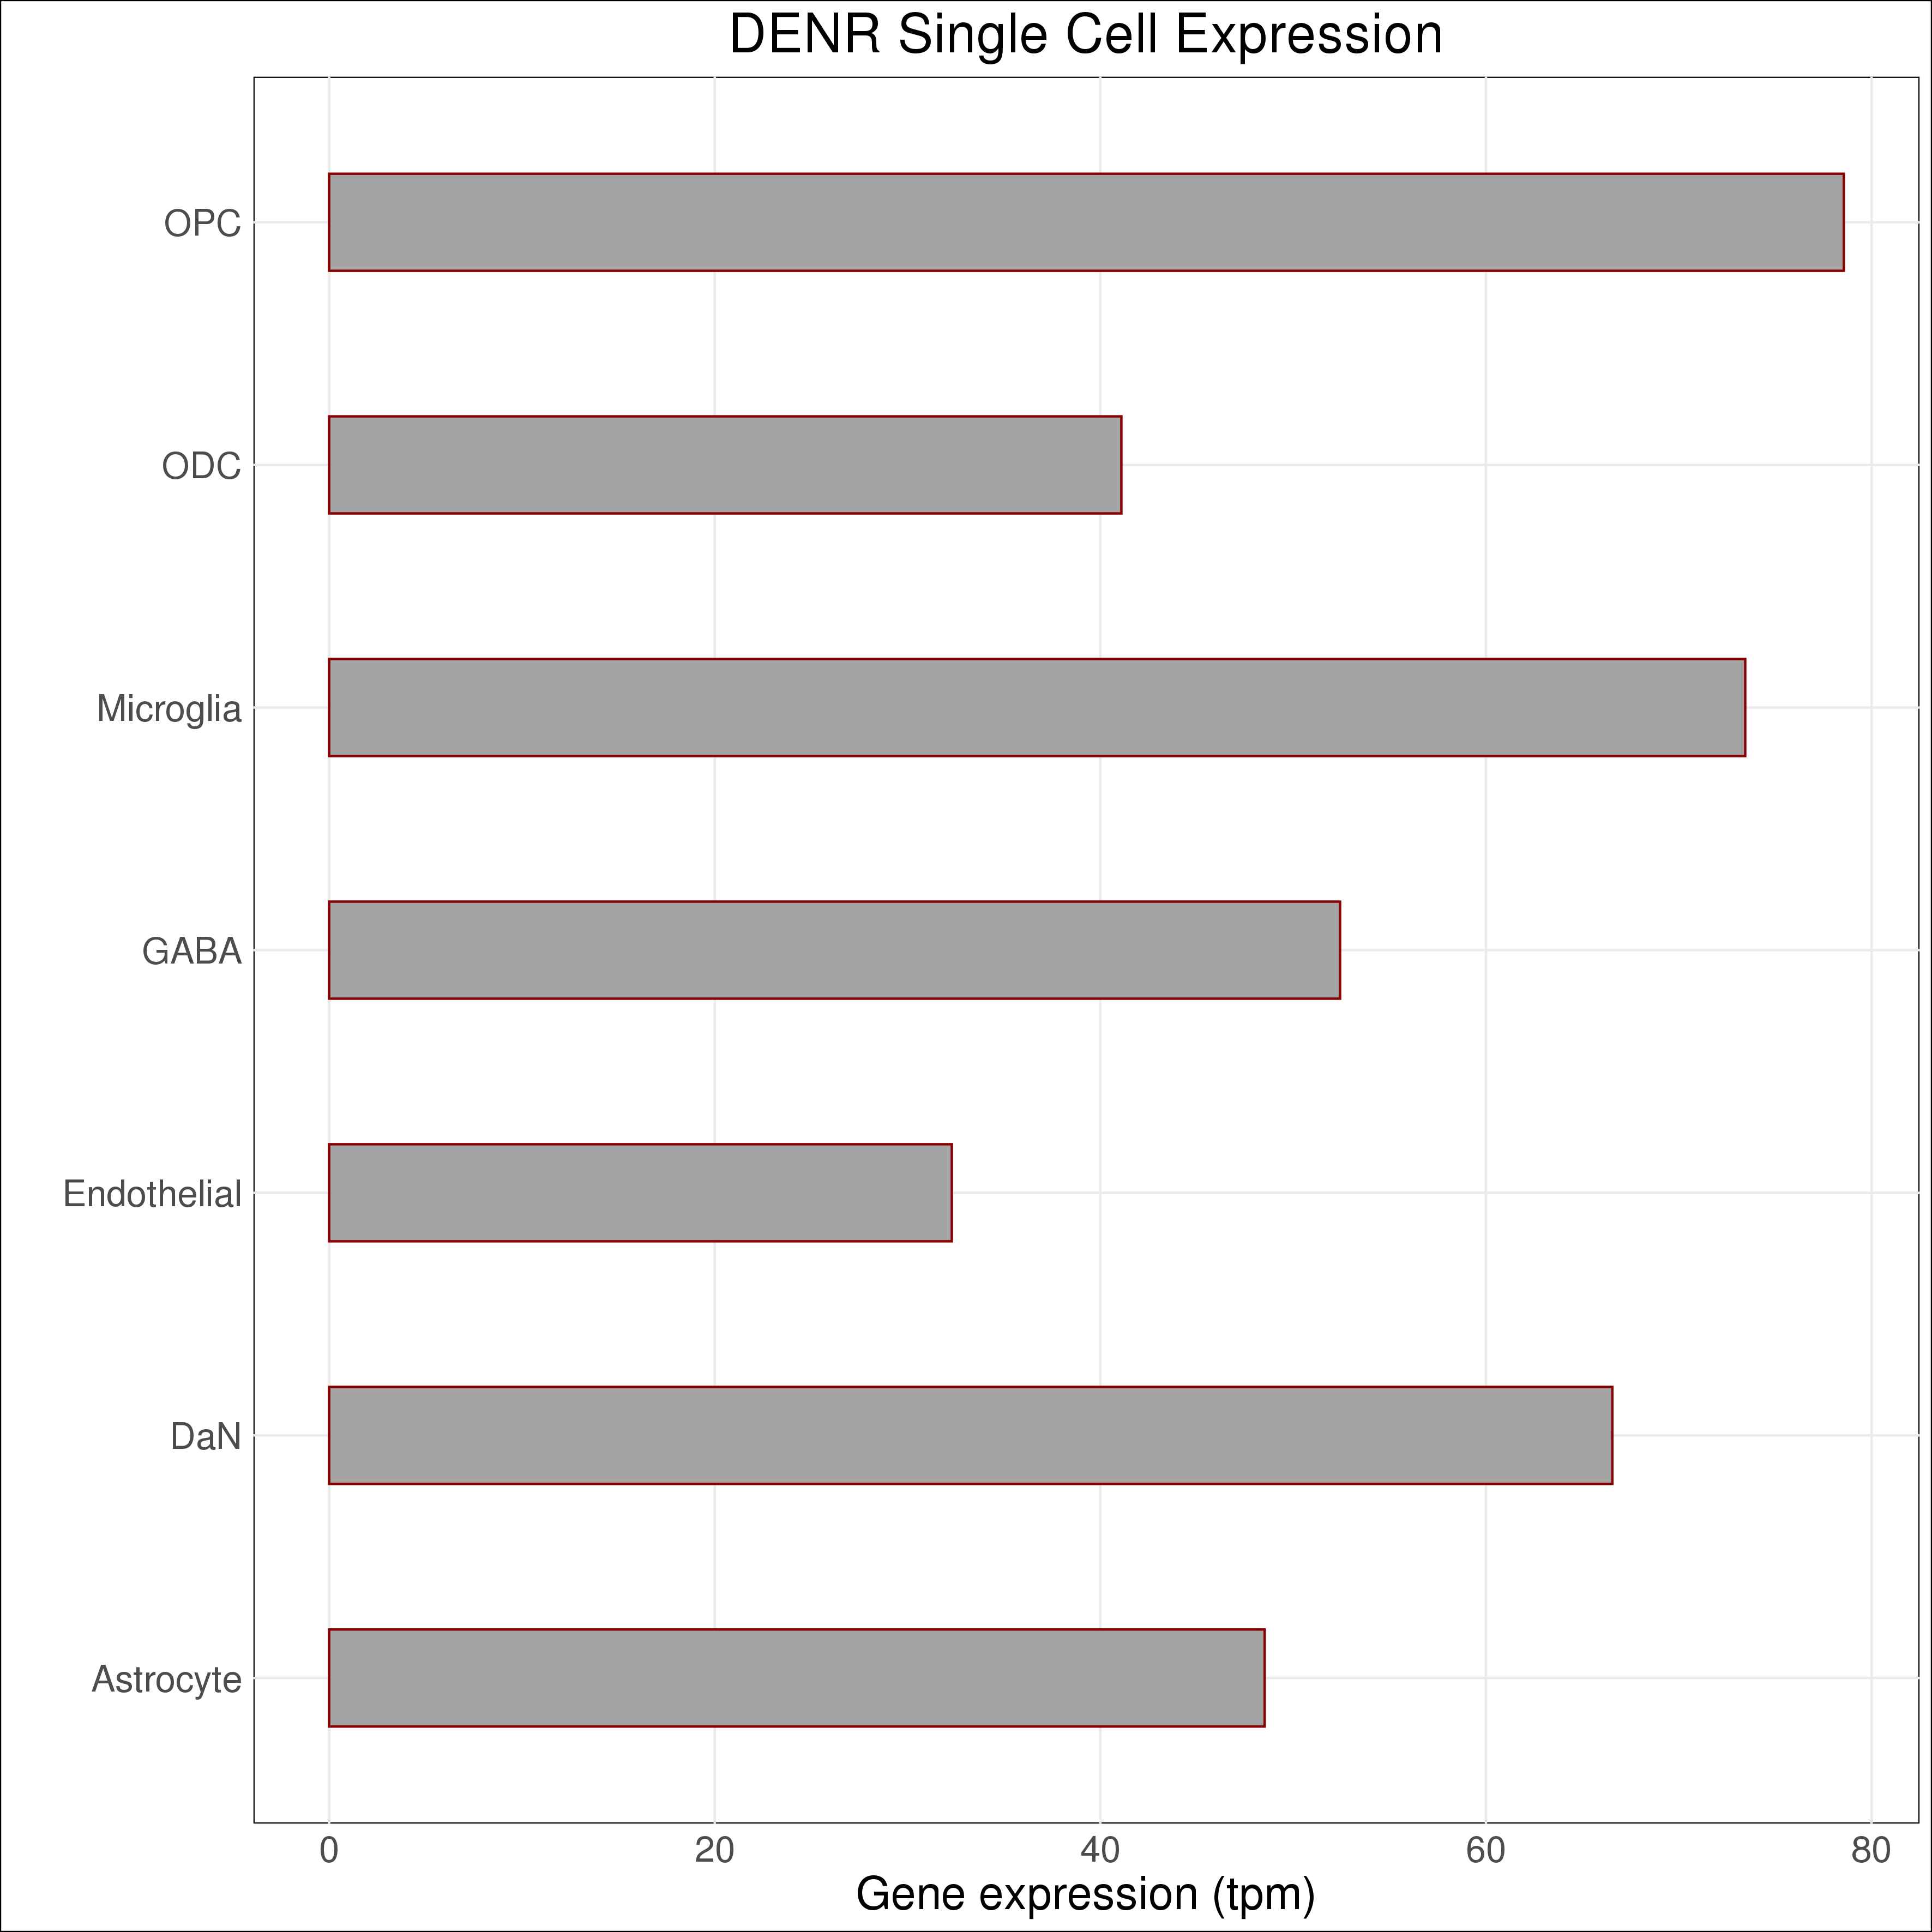 DENR Single Cell Expression
OPC
ODC
Microglia
GABA
Endothelial
DaN
Astrocyte
0 20 40 60 80
Gene expression (tpm)